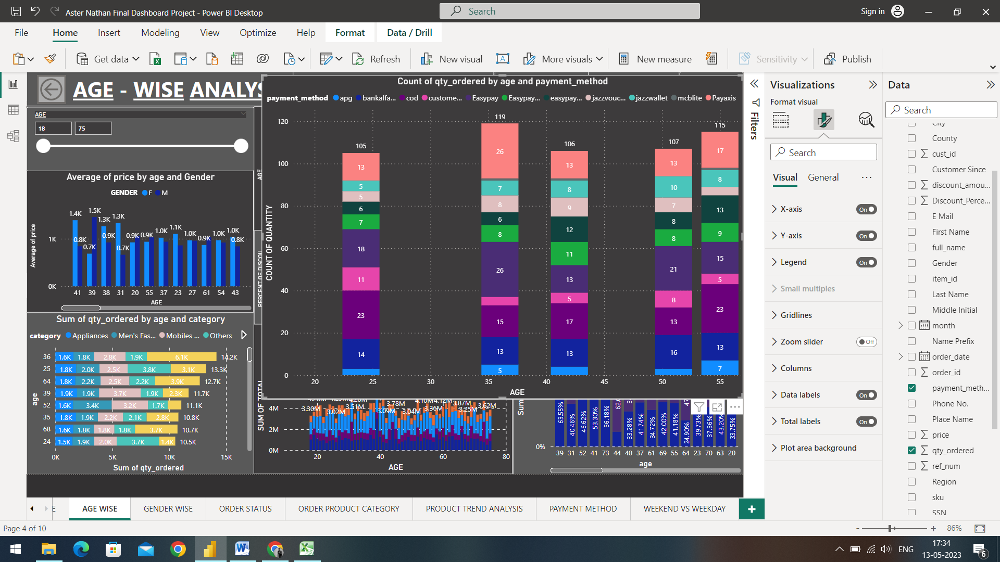 Aster Nathan Final Dashboard Project - Power BI Desktop
Search
Sign in
File Home Insert Modeling View Optimize Help Format Data / Drill
Get data
Refresh
New visual
More visuals
New measure
Sensitivity
Publish
AGE - WISE ANALYS
AGE
18 75
Average of price by age and Gender
GENDER F M
Average of price
1K
0K
1.4K 0.8K 0.7K 1.5K 1.3K 0.9K 1.3K 0.7K 0.9K 0.9K 1.0K 1.1K 1.0K 0.9K 1.0K 1.0K 0.8K
41 39 38 31 20 55 37 23 27 61 54 43
AGE
Sum of qty_ordered by age and category
category Appliances Men's Fas... Mobiles ... Others
age
36 1.6K 1.8K 2.8K 1.9K 6.1K 14.2K
25 1.8K 2.0K 2.5K 3.8K 3.1K 13.3K
64 1.8K 2.2K 2.5K 2.2K 3.9K 12.7K
39 1.9K 1.9K 3.7K 1.9K 2.3K 11.7K
52 1.6K 3.4K 3.2K 1.7K 11.1K
35 1.8K 1.9K 2.2K 2.1K 2.8K 10.8K
68 1.6K 1.8K 1.8K 1.8K 3.7K 10.7K
24 1.5K 1.9K 2.0K 3.7K 1.4K 10.5K
0K 5K 10K 15K
Sum of qty_ordered
AGE
PERCENT OF DISCOU
Count of qty_ordered by age and payment_method
payment_method apg bankalfa... cod custome... Easypay Easypay... easypay... jazzvouc... jazzwallet mcblite Payaxis
COUNT OF QUANTITY
120
100
80
60
40
20
0
105 13 5 5 6 7 18 11 23 14
119 26 7 8 6 8 26 15 13 5
106 13 8 9 12 11 13 5 17 13
107 13 10 7 8 8 21 8 13 16
115 17 8 13 9 15 5 23 13 7
20 25 30 35 40 45 50 55
AGE
SUM OF TOTAL
4M
2M
0M
3.30M 3.02M 3.51M 3.09M 3.78M 3.04M 4.10M 3.36M 4.12M 3.87M 3.25M 3.62M
20 40 60 80
AGE
Sum
0%
63.55% 40.46% 46.62% 53.30% 56.18% 62.0 33.28% 41.74% 34.72% 42.00% 41.18% 24.90% 39.73% 37.36% 43.20% 33.75%
39 31 52 41 73 44 40 37 61 69 55 64 23 70 63 20
age
Filters
Visualizations
Format visual
Search
Visual General
X-axis On
Y-axis On
Legend On
Small multiples
Gridlines
Zoom slider Off
Columns
Data labels On
Total labels On
Plot area background
Data
Search
City
County
cust_id
Customer Since
discount_amou...
Discount_Perce...
E Mail
First Name
full_name
Gender
item_id
Last Name
Middle Initial
month
Name Prefix
order_date
order_id
payment_meth...
Phone No.
Place Name
price
qty_ordered
ref_num
Region
sku
SSN
E AGE WISE GENDER WISE ORDER STATUS ORDER PRODUCT CATEGORY PRODUCT TREND ANALYSIS PAYMENT METHOD WEEKEND VS WEEKDAY
Page 4 of 10
- + 86%
ENG
17:34
13-05-2023
6